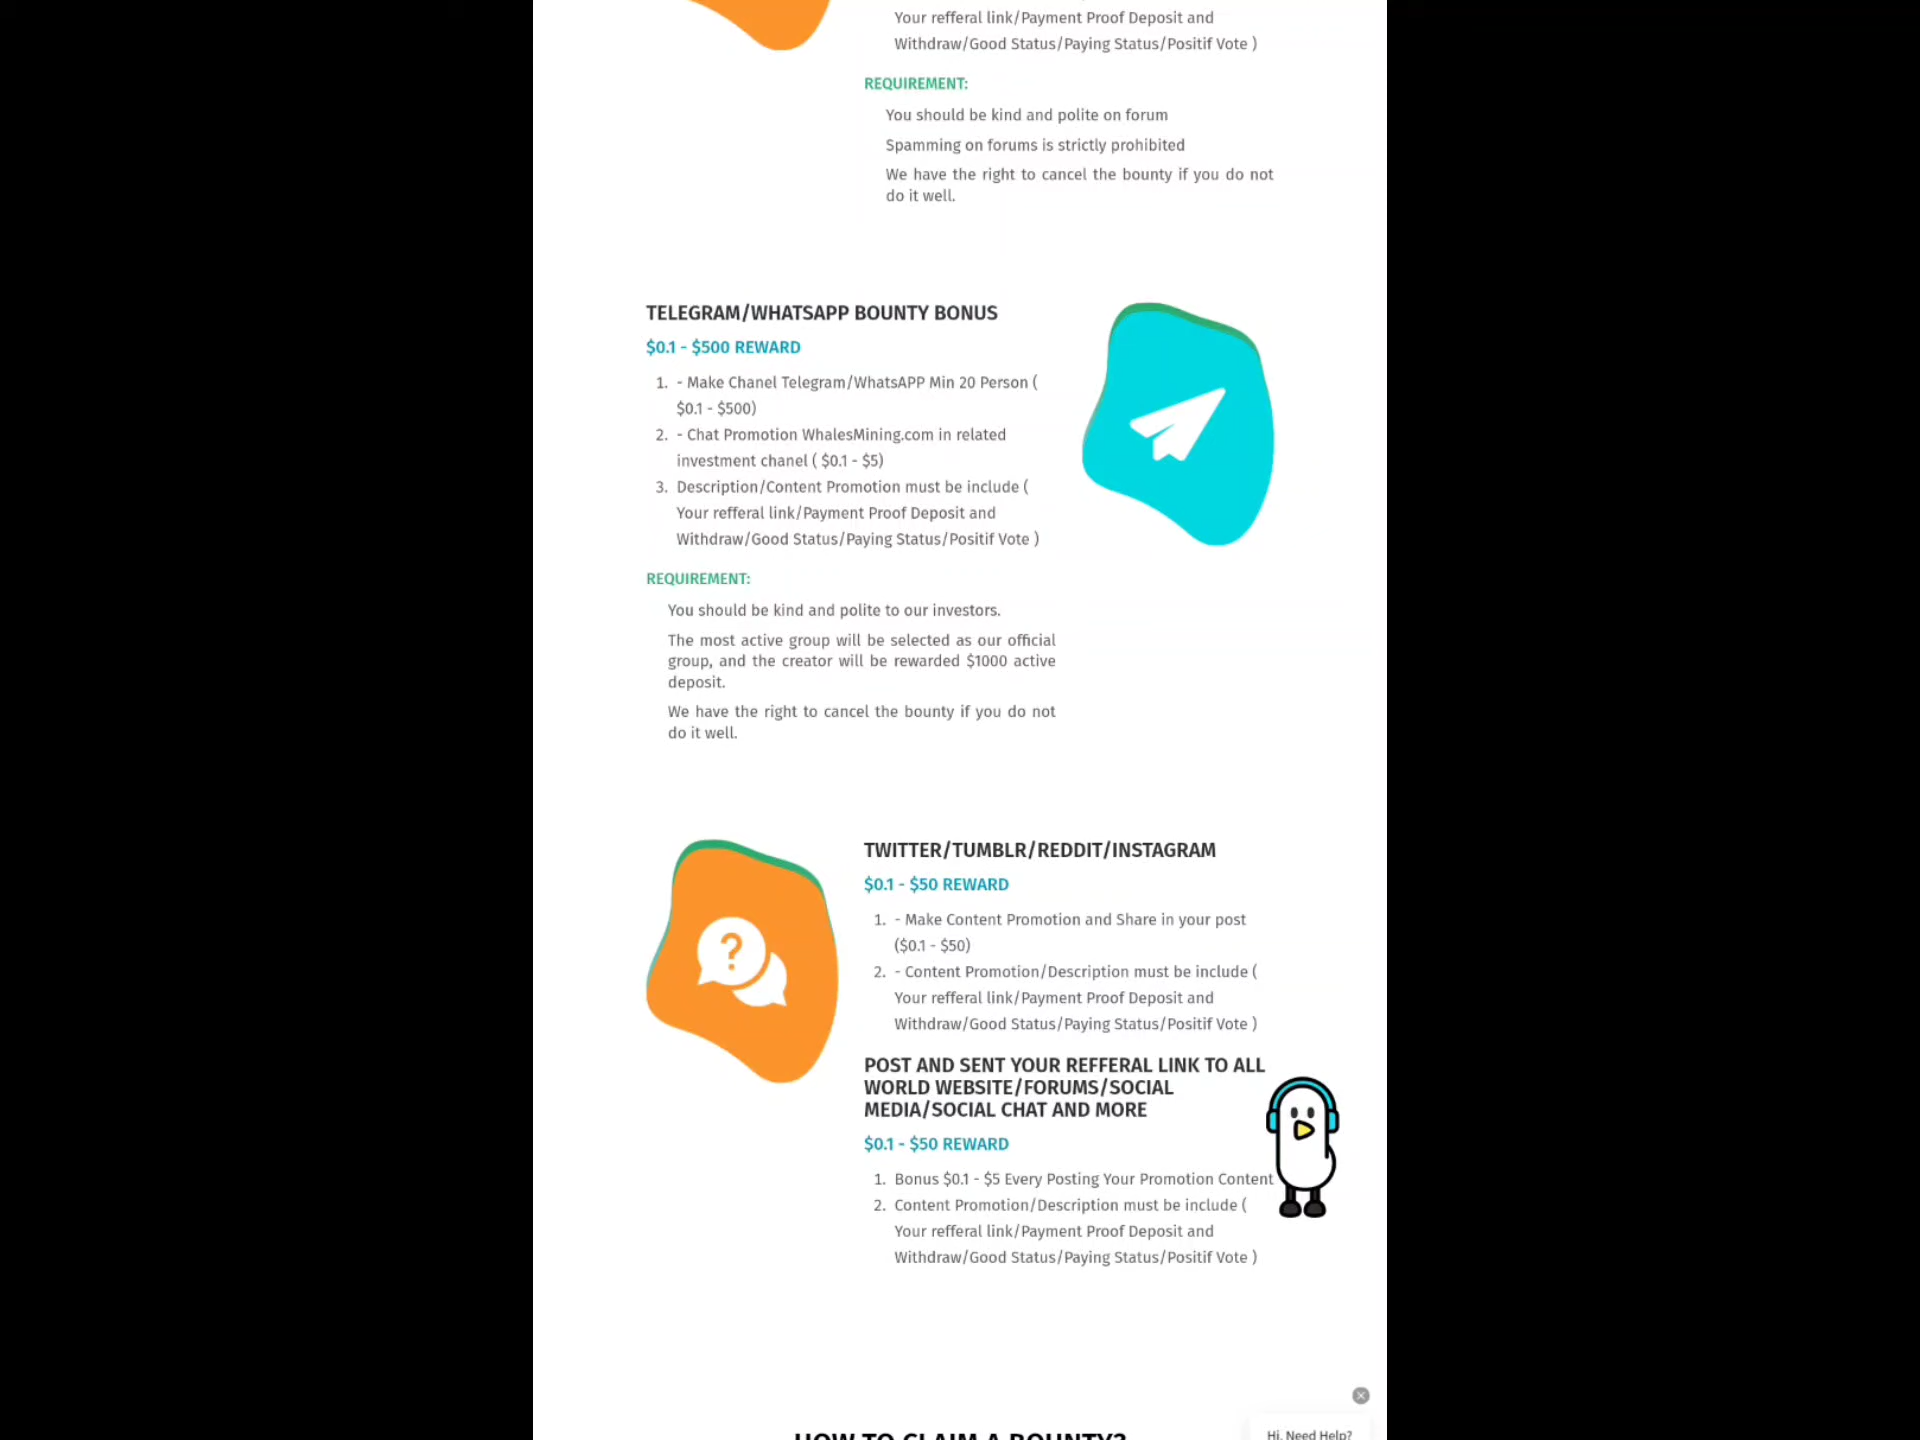 Your refferal link/Payment Proof Deposit and
Withdraw/Good Status/Paying Status/Positif Vote )
REQUIREMENT:
You should be kind and polite on forum
Spamming on forums is strictly prohibited
We have the right to cancel the bounty if you do not
do it well.
TELEGRAM/WHATSAPP BOUNTY BONUS
$0.1 - $500 REWARD
1. - Make Chanel Telegram/WhatsAPP Min 20 Person (
$0.1 - $500)
2. - Chat Promotion WhalesMining.com in related
investment chanel ( $0.1 - $5)
3. Description/Content Promotion must be include (
Your refferal link/Payment Proof Deposit and
Withdraw/Good Status/Paying Status/Positif Vote )
REQUIREMENT:
You should be kind and polite to our investors.
The most active group will be selected as our official
group, and the creator will be rewarded $1000 active
deposit.
We have the right to cancel the bounty if you do not
do it well.
TWITTER/TUMBLR/REDDIT/INSTAGRAM
$0.1 - $50 REWARD
1. - Make Content Promotion and Share in your post
($0.1 - $50)
2. - Content Promotion/Description must be include (
Your refferal link/Payment Proof Deposit and
Withdraw/Good Status/Paying Status/Positif Vote )
POST AND SENT YOUR REFFERAL LINK TO ALL
WORLD WEBSITE/FORUMS/SOCIAL
MEDIA/SOCIAL CHAT AND MORE
$0.1 - $50 REWARD
1. Bonus $0.1 - $5 Every Posting Your Promotion Content
2. Content Promotion/Description must be include (
Your refferal link/Payment Proof Deposit and
Withdraw/Good Status/Paying Status/Positif Vote )
HOW TO CLAIM A BOUNTY?
Hi, Need Help?